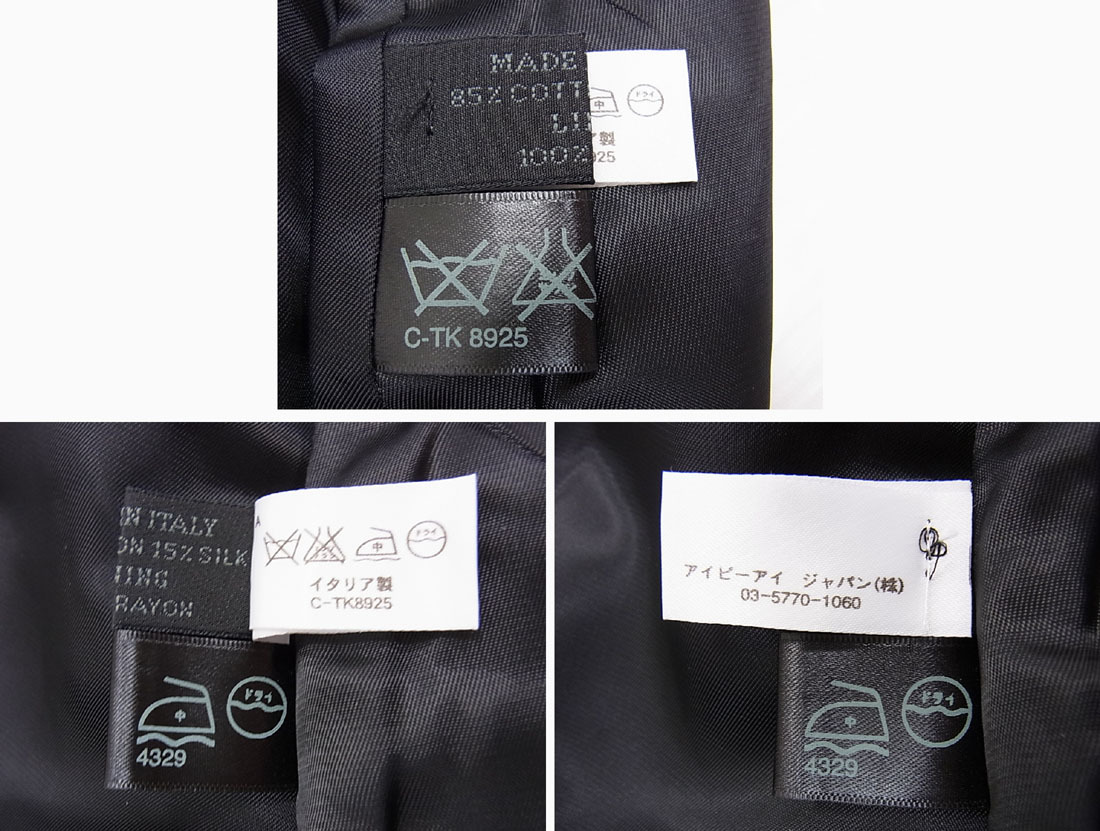 MADE
85% COTT
LI
100%
中
ドライ
ア製
925
C-TK 8925
IN ITALY
ON 15% SILK
NING
RAYON
A
中
ドライ
イタリア製
C-TK8925
中
ドライ
4329
アイピーアイ ジャパン(株)
03-5770-1060
中
ドライ
4329